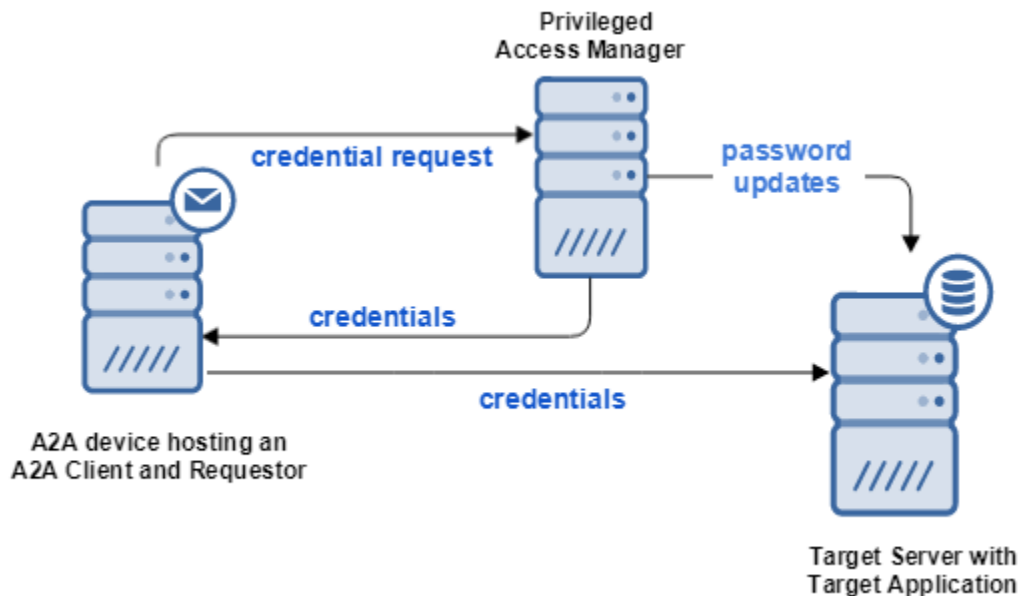 Privileged
Access Manager
credential request
password
updates
credentials
credentials
A2A device hosting an
A2A Client and Requestor
Target Server with
Target Application